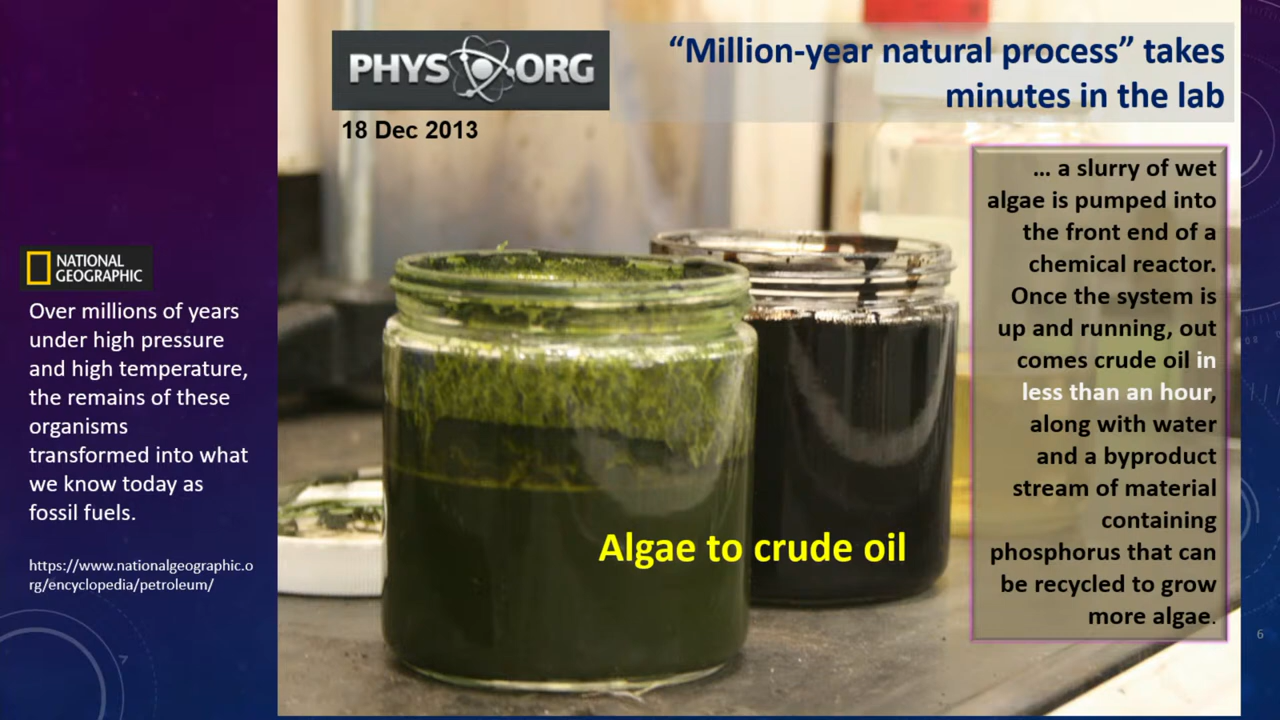 PHYS ORG
18 Dec 2013
“Million-year natural process” takes
minutes in the lab
NATIONAL
GEOGRAPHIC
Over millions of years
under high pressure
and high temperature,
the remains of these
organisms
transformed into what
we know today as
fossil fuels.
https://www.nationalgeographic.o
rg/encyclopedia/petroleum/
Algae to crude oil
... a slurry of wet
algae is pumped into
the front end of a
chemical reactor.
Once the system is
up and running, out
comes crude oil in
less than an hour,
along with water
and a byproduct
stream of material
containing
phosphorus that can
be recycled to grow
more algae.
6